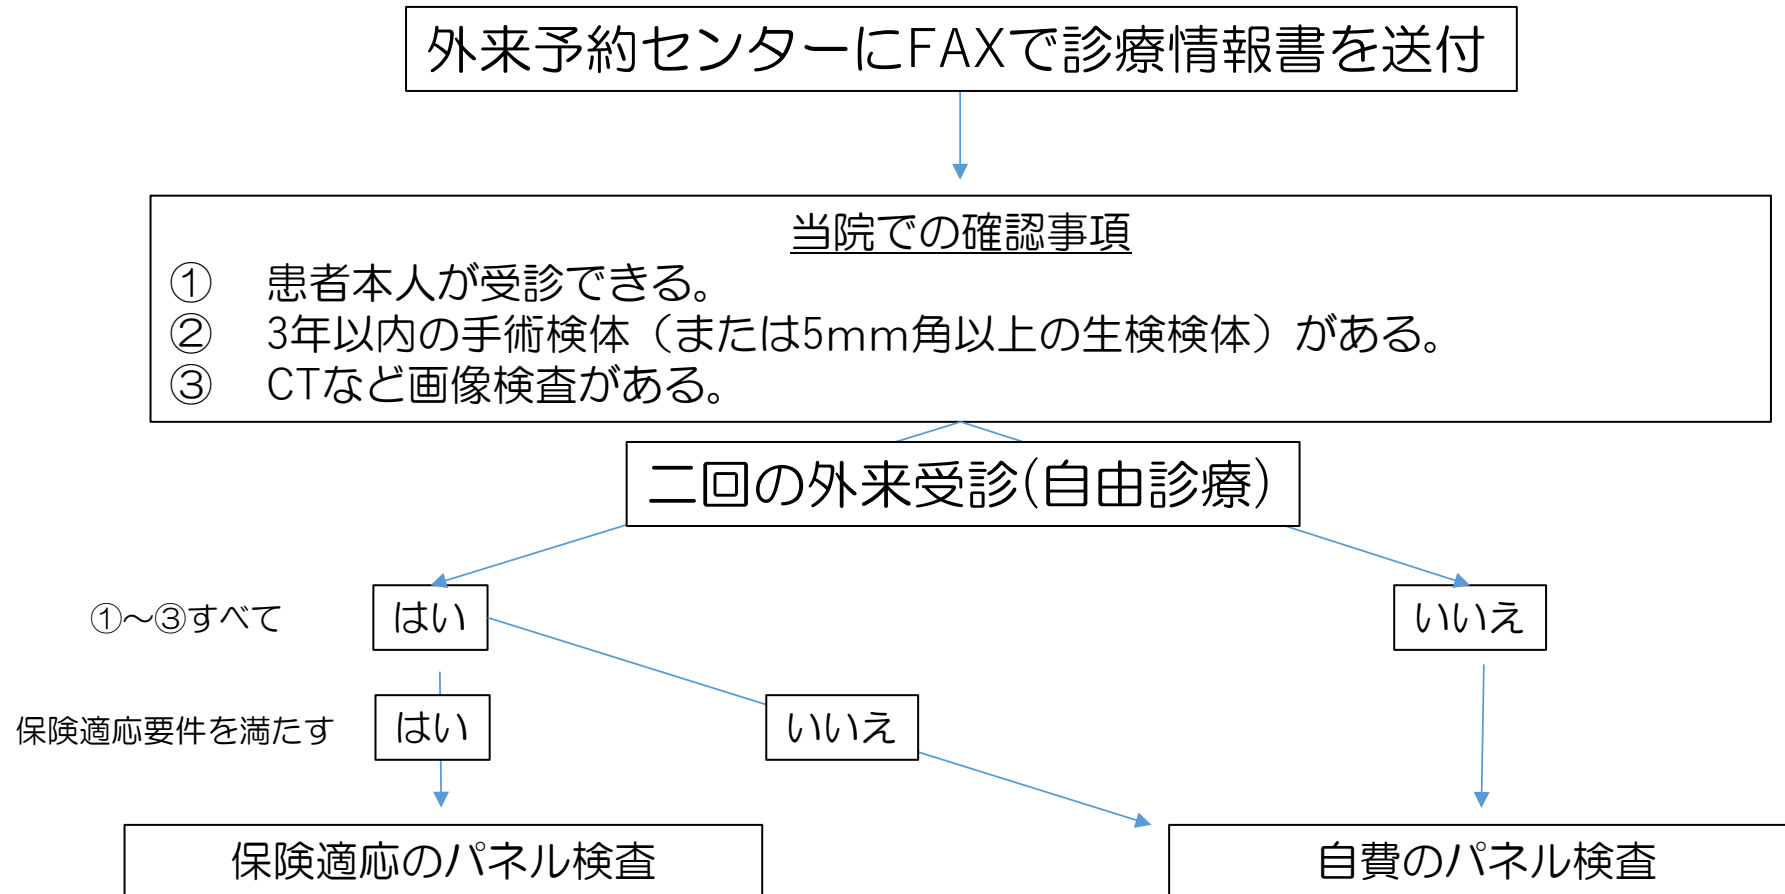 外来予約センターにFAXで診療情報書を送付
当院での確認事項
① 患者本人が受診できる。
② 3年以内の手術検体（または5mm角以上の生検検体）がある。
③ CTなど画像検査がある。
二回の外来受診(自由診療)
①～③すべて はい いいえ
保険適応要件を満たす はい いいえ
保険適応のパネル検査 自費のパネル検査